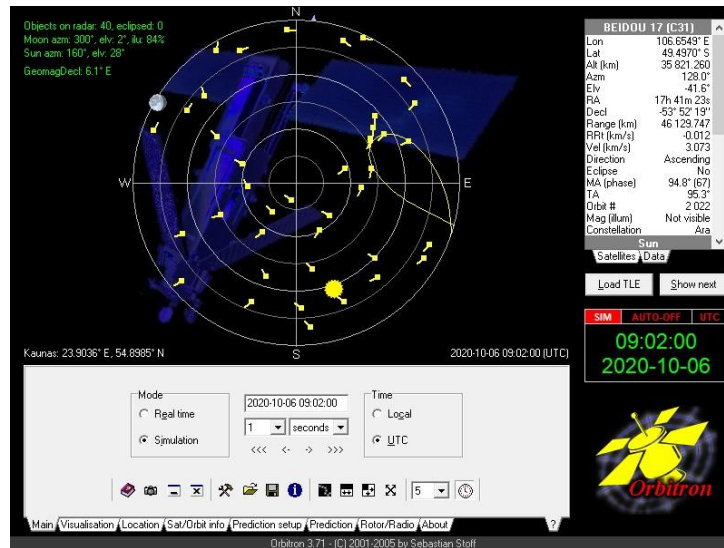 Objects on radar: 40, eclipsed: 0
Moon azm: 300°, elv: 2°, ilu: 84%
Sun azm: 160°, elv: 28°
GeomagDecl: 6.1° E
N
W
E
S
Kaunas: 23.9036° E, 54.8985° N
2020-10-06 09:02:00 (UTC)
BEIDOU 17 (C31)
Lon 106.6549° E
Lat 49.4970° S
Alt (km) 35 821.260
Azm 128.0°
Elv -41.6°
RA 17h 41m 23s
Decl -53° 52' 19"
Range (km) 46 129.747
RRt (km/s) -0.012
Vel (km/s) 3.073
Direction Ascending
Eclipse No
MA (phase) 94.8° (67)
TA 95.3°
Orbit # 2 022
Mag (illum) Not visible
Constellation Ara
Sun
Satellites Data
Load TLE Show next
SIM AUTO-OFF UTC
09:02:00
2020-10-06
Orbitron
Mode
Real time
Simulation
2020-10-06 09:02:00
1 seconds
<<< <- -> >>>
Time
Local
UTC
5
Main Visualisation Location Sat/Orbit info Prediction setup Prediction Rotor/Radio About ?
Orbitron 3.71 - (C) 2001-2005 by Sebastian Stoff